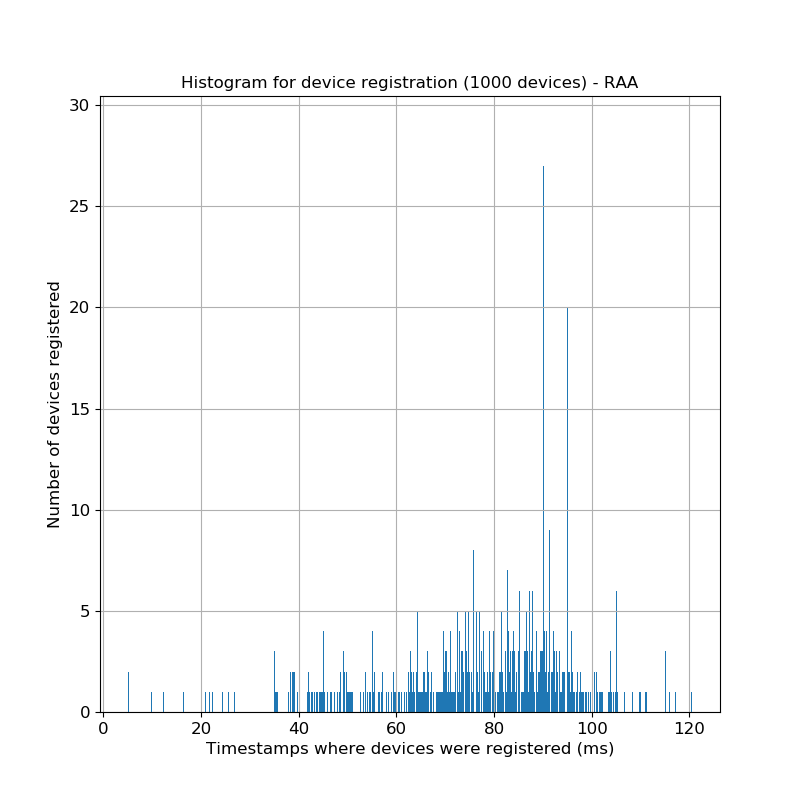 Histogram for device registration (1000 devices) - RAA
30
25
20
15
10
5
0
Number of devices registered
0 20 40 60 80 100 120
Timestamps where devices were registered (ms)